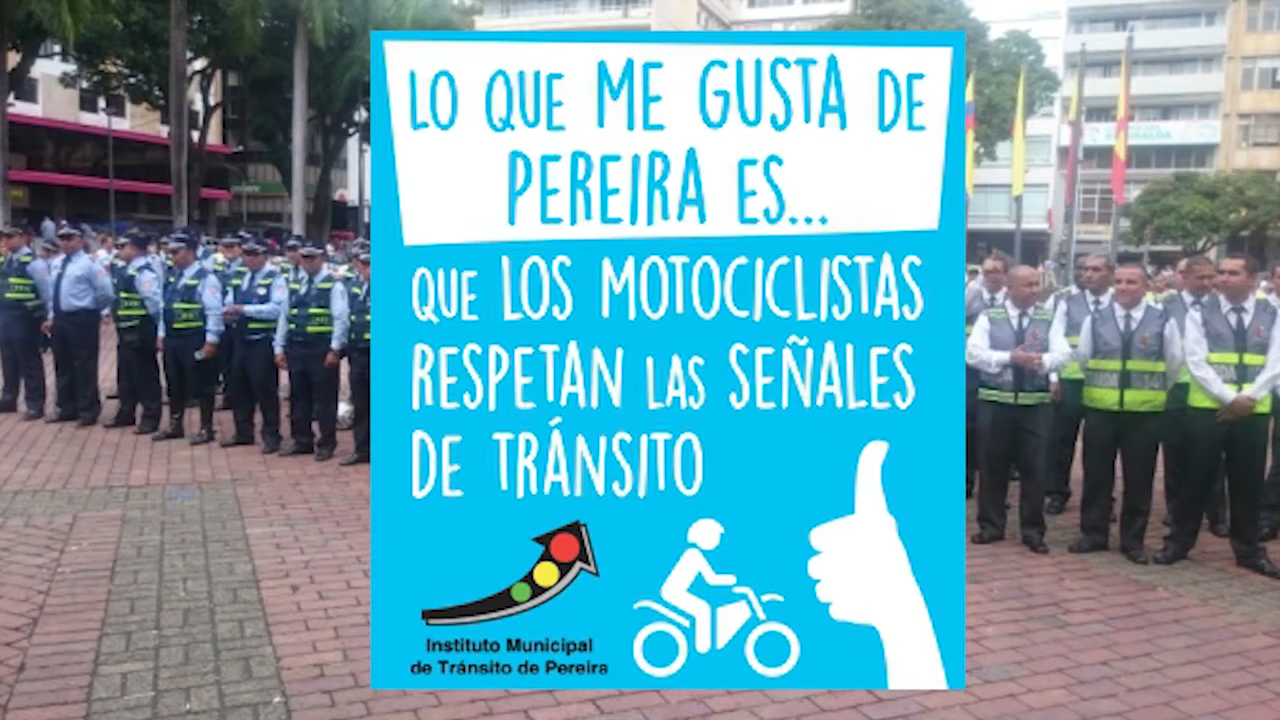 LO QUE ME GUSTA DE
PEREIRA ES...
QUE LOS MOTOCICLISTAS
RESPETAN LAS SEÑALES
DE TRÁNSITO
Instituto Municipal
de Tránsito de Pereira